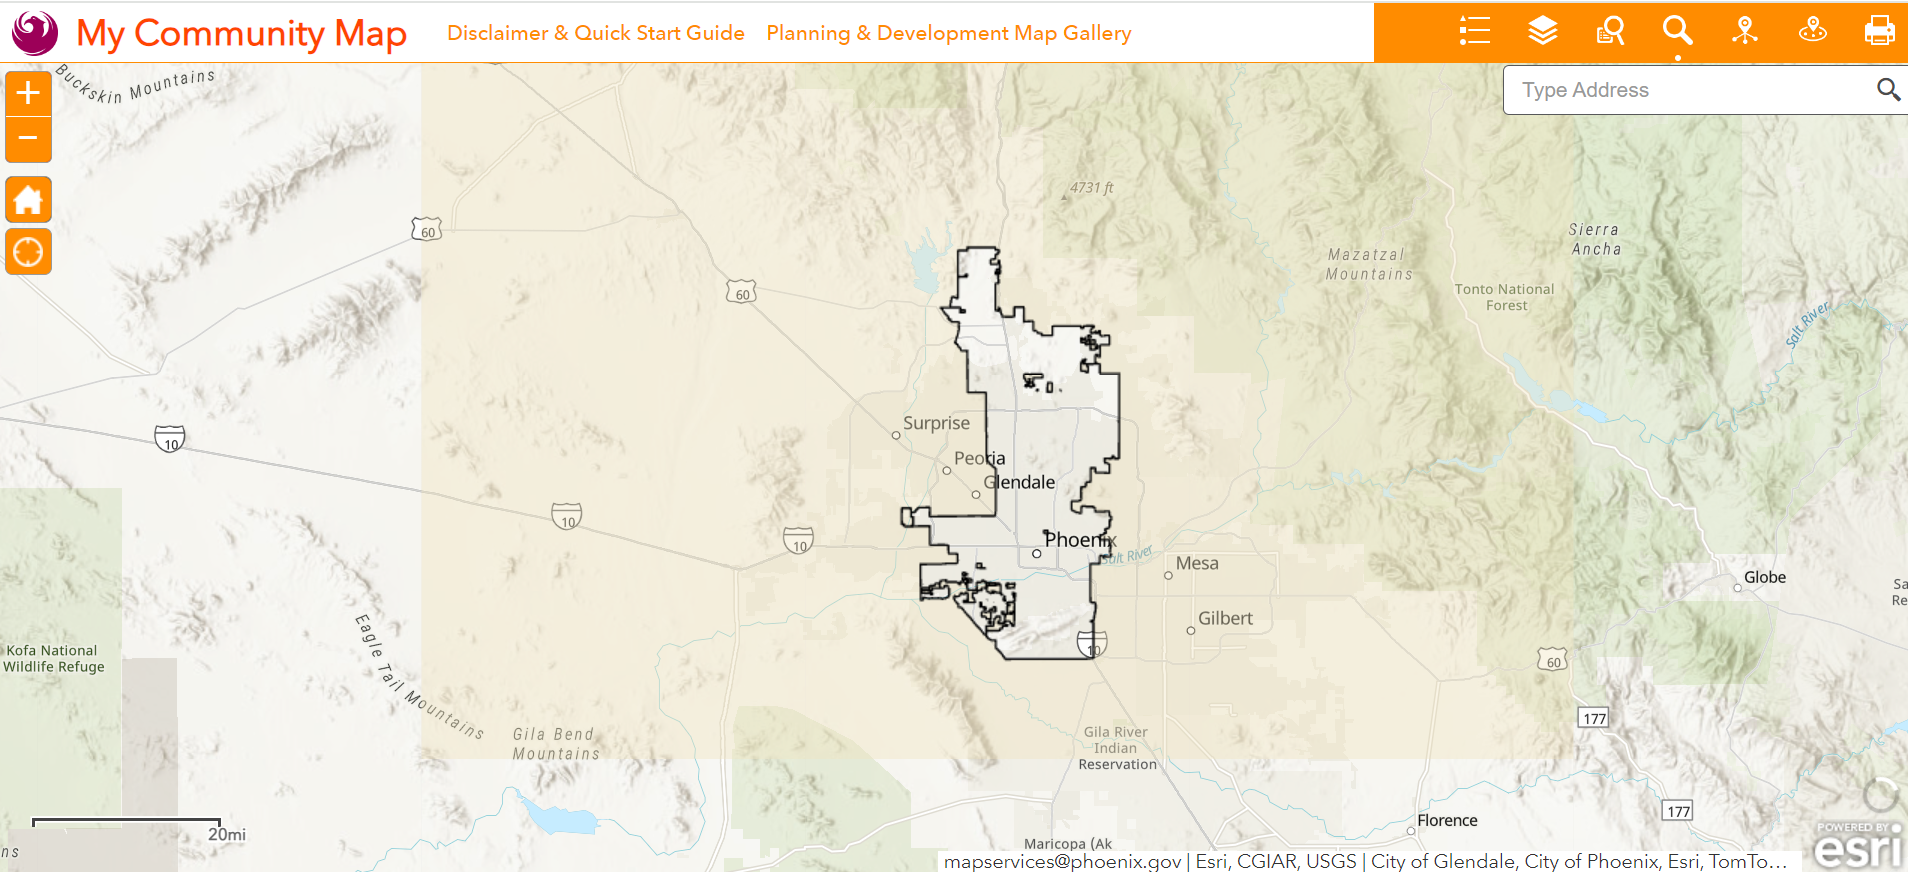 My Community Map
Disclaimer & Quick Start Guide
Planning & Development Map Gallery
Type Address
+
−
Buckskin Mountains
4731 ft
60
Sierra
Ancha
Mazatzal
Mountains
60
Tonto National
Forest
Salt River
Surprise
10
Peoria
Glendale
10
10
Phoenix
Salt River
Mesa
Globe
Sa
Re
Gilbert
Eagle Tail Mountains
Kofa National
Wildlife Refuge
10
60
177
Gila Bend
Mountains
Gila River
Indian
Reservation
177
20mi
Florence
Maricopa (Ak
ns
POWERED BY
esri
mapservices@phoenix.gov | Esri, CGIAR, USGS | City of Glendale, City of Phoenix, Esri, TomTo…